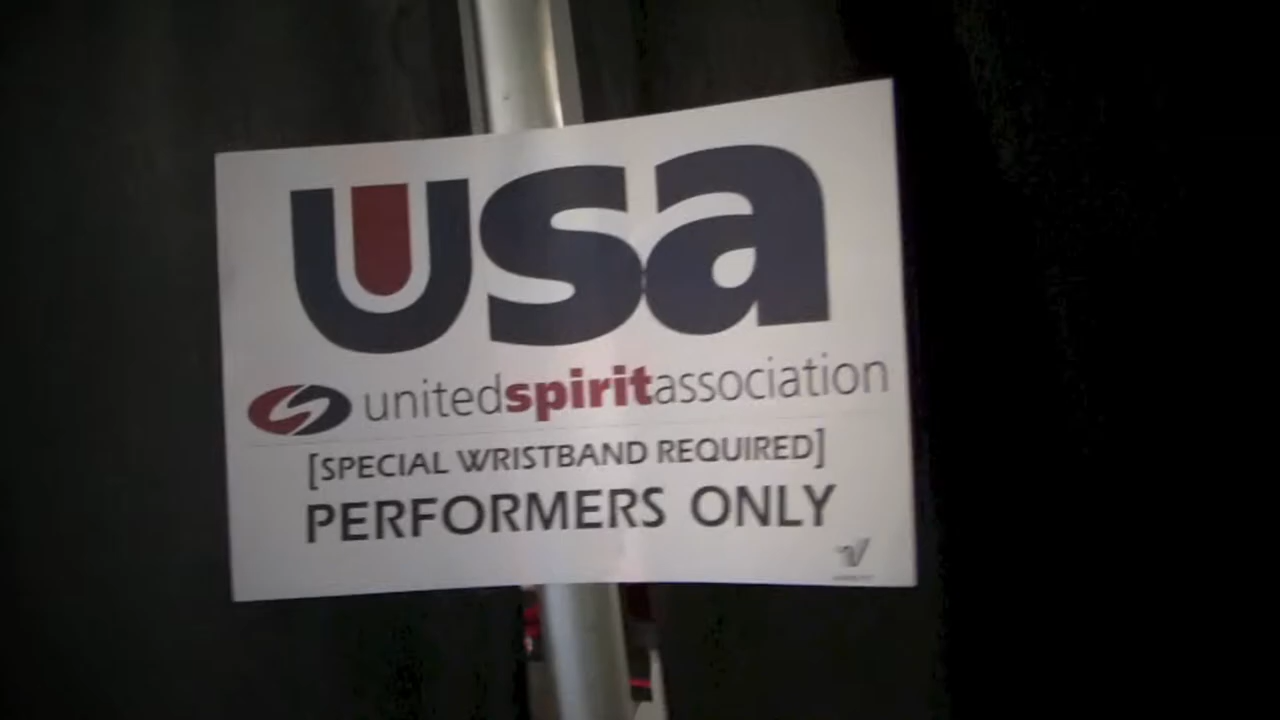 usa
unitedspiritassociation
[SPECIAL WRISTBAND REQUIRED]
PERFORMERS ONLY